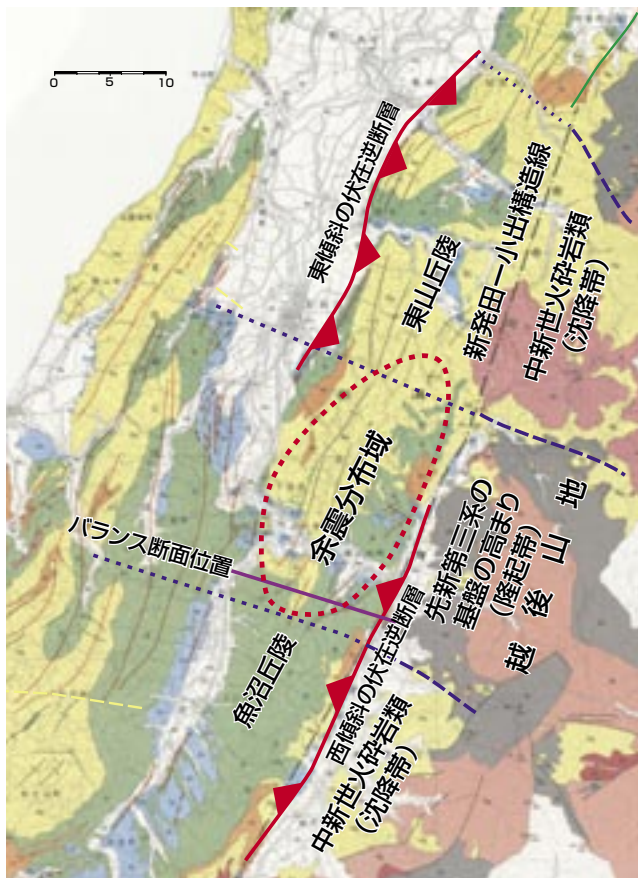 0 5 10
東傾斜の伏在逆断層
東山丘陵
新発田ー小出構造線
中新世火砕岩類
(沈降帯)
余震分布域
バランス断面位置
先新第三系の
基盤の高まり
(隆起帯)
越後山地
魚沼丘陵
西傾斜の伏在逆断層
中新世火砕岩類
(沈降帯)